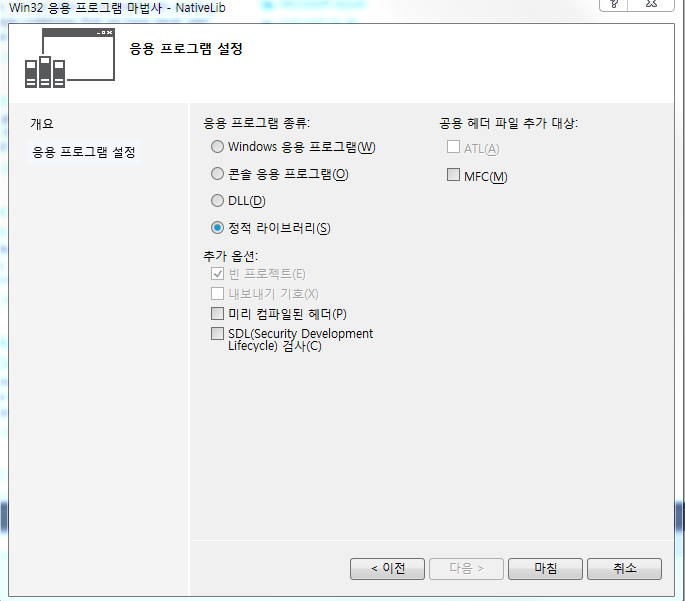 Win32 응용 프로그램 마법사 - NativeLib
응용 프로그램 설정
개요
응용 프로그램 설정
응용 프로그램 종류:
Windows 응용 프로그램(W)
콘솔 응용 프로그램(O)
DLL(D)
정적 라이브러리(S)
추가 옵션:
빈 프로젝트(E)
내보내기 기호(X)
미리 컴파일된 헤더(P)
SDL(Security Development
Lifecycle) 검사(C)
공용 헤더 파일 추가 대상:
ATL(A)
MFC(M)
< 이전
다음 >
마침
취소